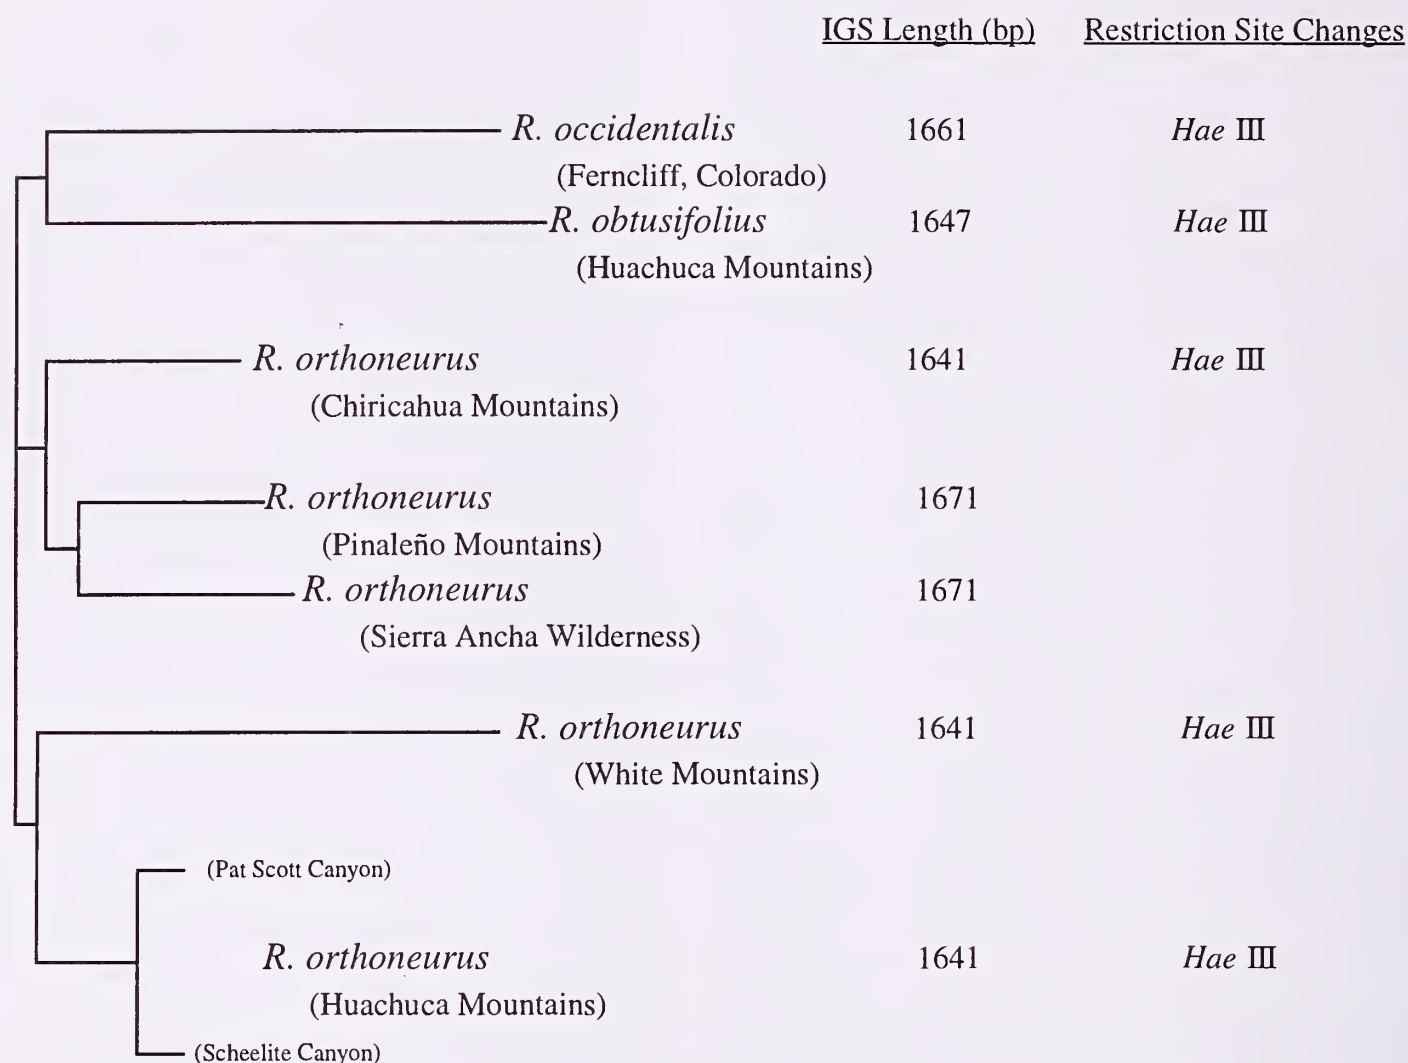 IGS Length (bp) Restriction Site Changes
R. occidentalis 1661 Hae III
(Ferncliff, Colorado)
R. obtusifolius 1647 Hae III
(Huachuca Mountains)
R. orthoneurus 1641 Hae III
(Chiricahua Mountains)
R. orthoneurus 1671
(Pinaleño Mountains)
R. orthoneurus 1671
(Sierra Ancha Wilderness)
R. orthoneurus 1641 Hae III
(White Mountains)
(Pat Scott Canyon)
R. orthoneurus 1641 Hae III
(Huachuca Mountains)
(Scheelite Canyon)